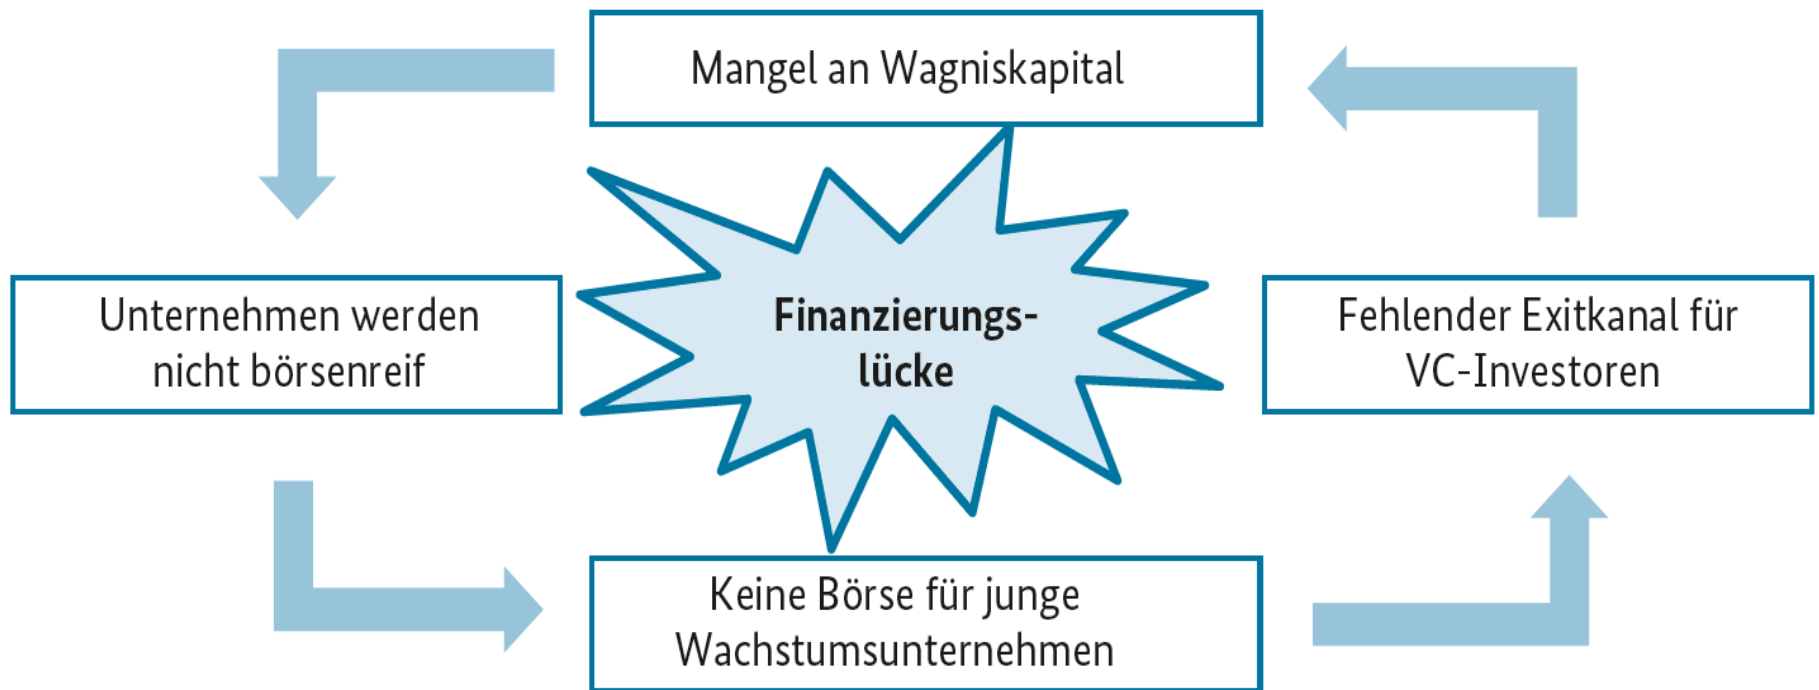 Mangel an Wagniskapital
Unternehmen werden
nicht börsenreif
Finanzierungs-
lücke
Fehlender Exitkanal für
VC-Investoren
Keine Börse für junge
Wachstumsunternehmen